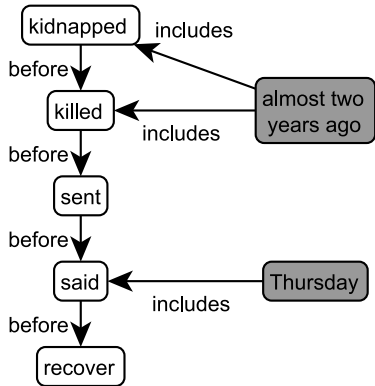 kidnapped
includes
before
almost two
years ago
killed
includes
before
sent
before
said
Thursday
includes
before
recover